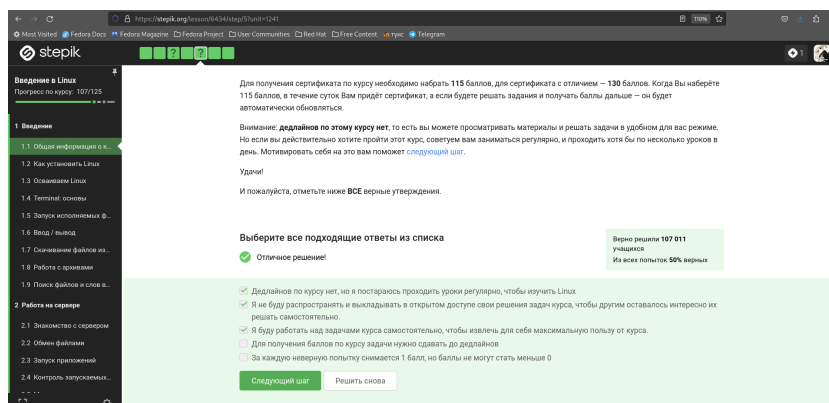 https://stepik.org/lesson/6434/step/5?unit=1241
110%
Most Visited Fedora Docs Fedora Magazine Fedora Project User Communities Red Hat Free Content Telegram
stepik
1
Введение в Linux
Прогресс по курсу: 107/125
1 Введение
1.1 Общая информация о к...
1.2 Как установить Linux
1.3 Осваиваем Linux
1.4 Terminal: основы
1.5 Запуск исполняемых ф...
1.6 Ввод / вывод
1.7 Скачивание файлов из...
1.8 Работа с архивами
1.9 Поиск файлов и слов в...
2 Работа на сервере
2.1 Знакомство с сервером
2.2 Обмен файлами
2.3 Запуск приложений
2.4 Контроль запускаемых...
Для получения сертификата по курсу необходимо набрать 115 баллов, для сертификата с отличием — 130 баллов. Когда Вы наберёте
115 баллов, в течение суток Вам придёт сертификат, а если будете решать задания и получать баллы дальше — он будет
автоматически обновляться.
Внимание: дедлайнов по этому курсу нет, то есть вы можете просматривать материалы и решать задачи в удобном для вас режиме.
Но если вы действительно хотите пройти этот курс, советуем вам заниматься регулярно, и проходить хотя бы по несколько уроков в
день. Мотивировать себя на это вам поможет следующий шаг.
Удачи!
И пожалуйста, отметьте ниже ВСЕ верные утверждения.
Выберите все подходящие ответы из списка
Отличное решение!
Верно решили 107 011
учащихся
Из всех попыток 50% верных
Дедлайнов по курсу нет, но я постараюсь проходить уроки регулярно, чтобы изучить Linux
Я не буду распространять и выкладывать в открытом доступе свои решения задач курса, чтобы другим оставалось интересно их
решать самостоятельно.
Я буду работать над задачами курса самостоятельно, чтобы извлечь для себя максимальную пользу от курса.
Для получения баллов по курсу задачи нужно сдавать до дедлайнов
За каждую неверную попытку снимается 1 балл, но баллы не могут стать меньше 0
Следующий шаг
Решить снова